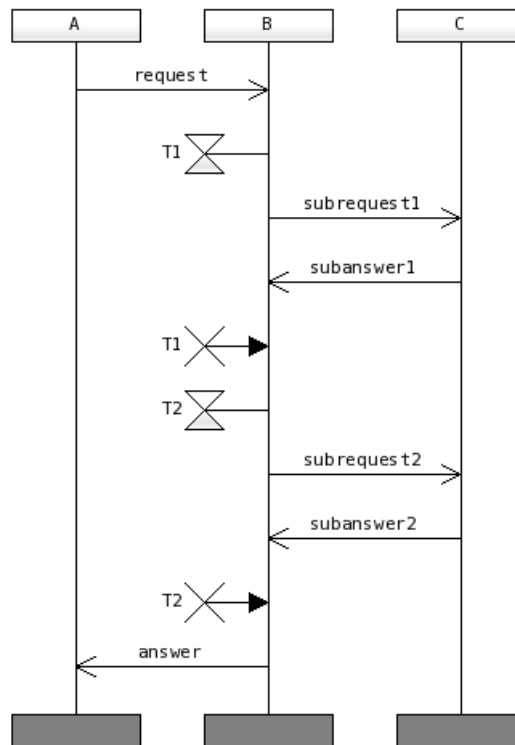 A B C
request
T1
subrequest1
subanswer1
T1
T2
subrequest2
subanswer2
T2
answer